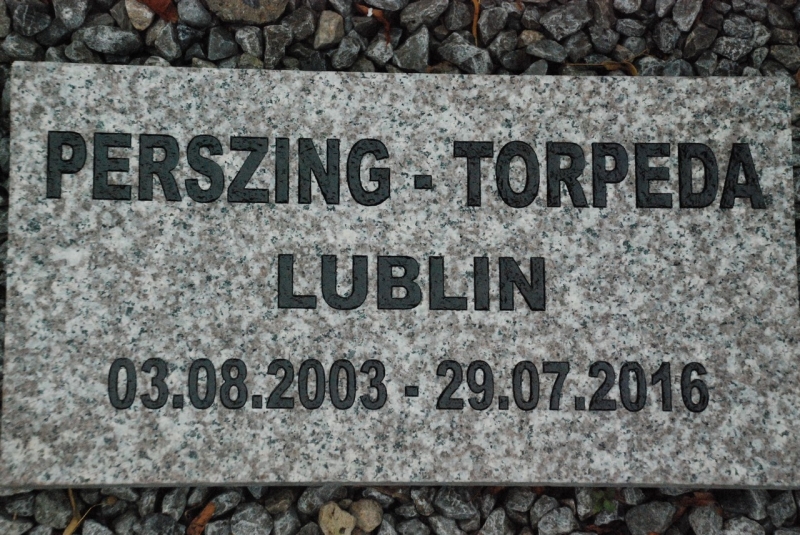 PERSZING - TORPEDA
LUBLIN
03.08.2003 - 29.07.2016